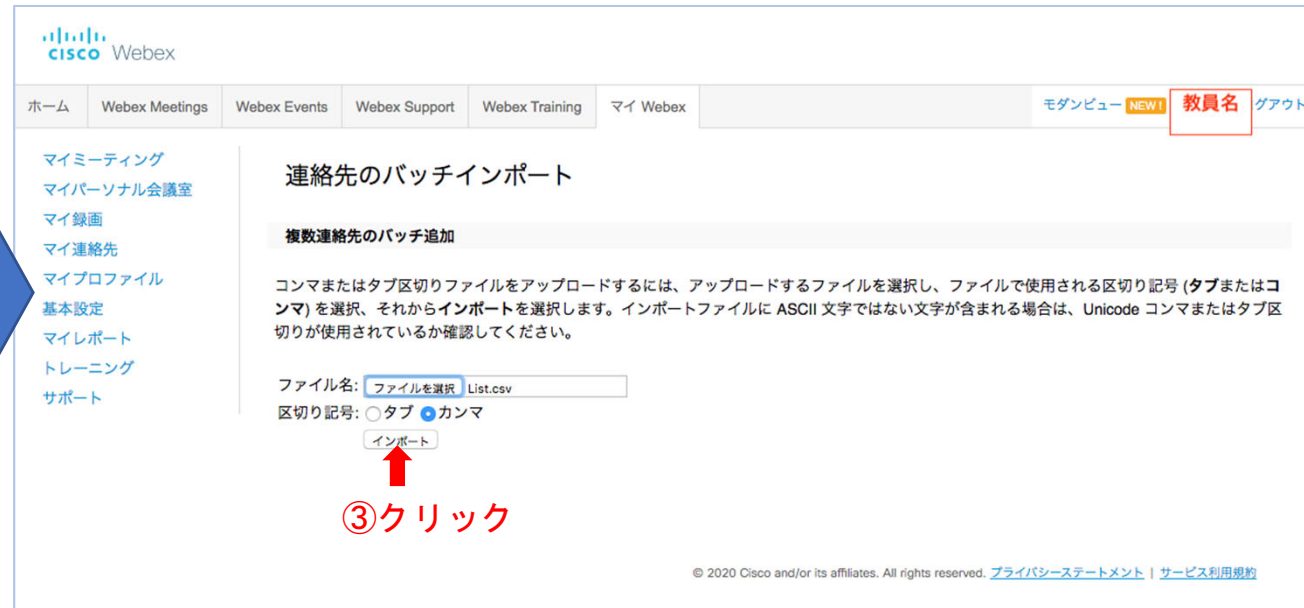 cisco Webex
ホーム Webex Meetings Webex Events Webex Support Webex Training マイ Webex モダンビュー NEW! 教員名 グアウト
マイミーティング
マイパーソナル会議室
マイ録画
マイ連絡先
マイプロファイル
基本設定
マイレポート
トレーニング
サポート
連絡先のバッチインポート
複数連絡先のバッチ追加
コンマまたはタブ区切りファイルをアップロードするには、アップロードするファイルを選択し、ファイルで使用される区切り記号 (タブまたはコ
ンマ) を選択、それからインポートを選択します。インポートファイルに ASCII 文字ではない文字が含まれる場合は、Unicode コンマまたはタブ区
切りが使用されているか確認してください。
ファイル名: ファイルを選択 List.csv
区切り記号: タブ カンマ
インポート
③クリック
© 2020 Cisco and/or its affiliates. All rights reserved. プライバシーステートメント | サービス利用規約